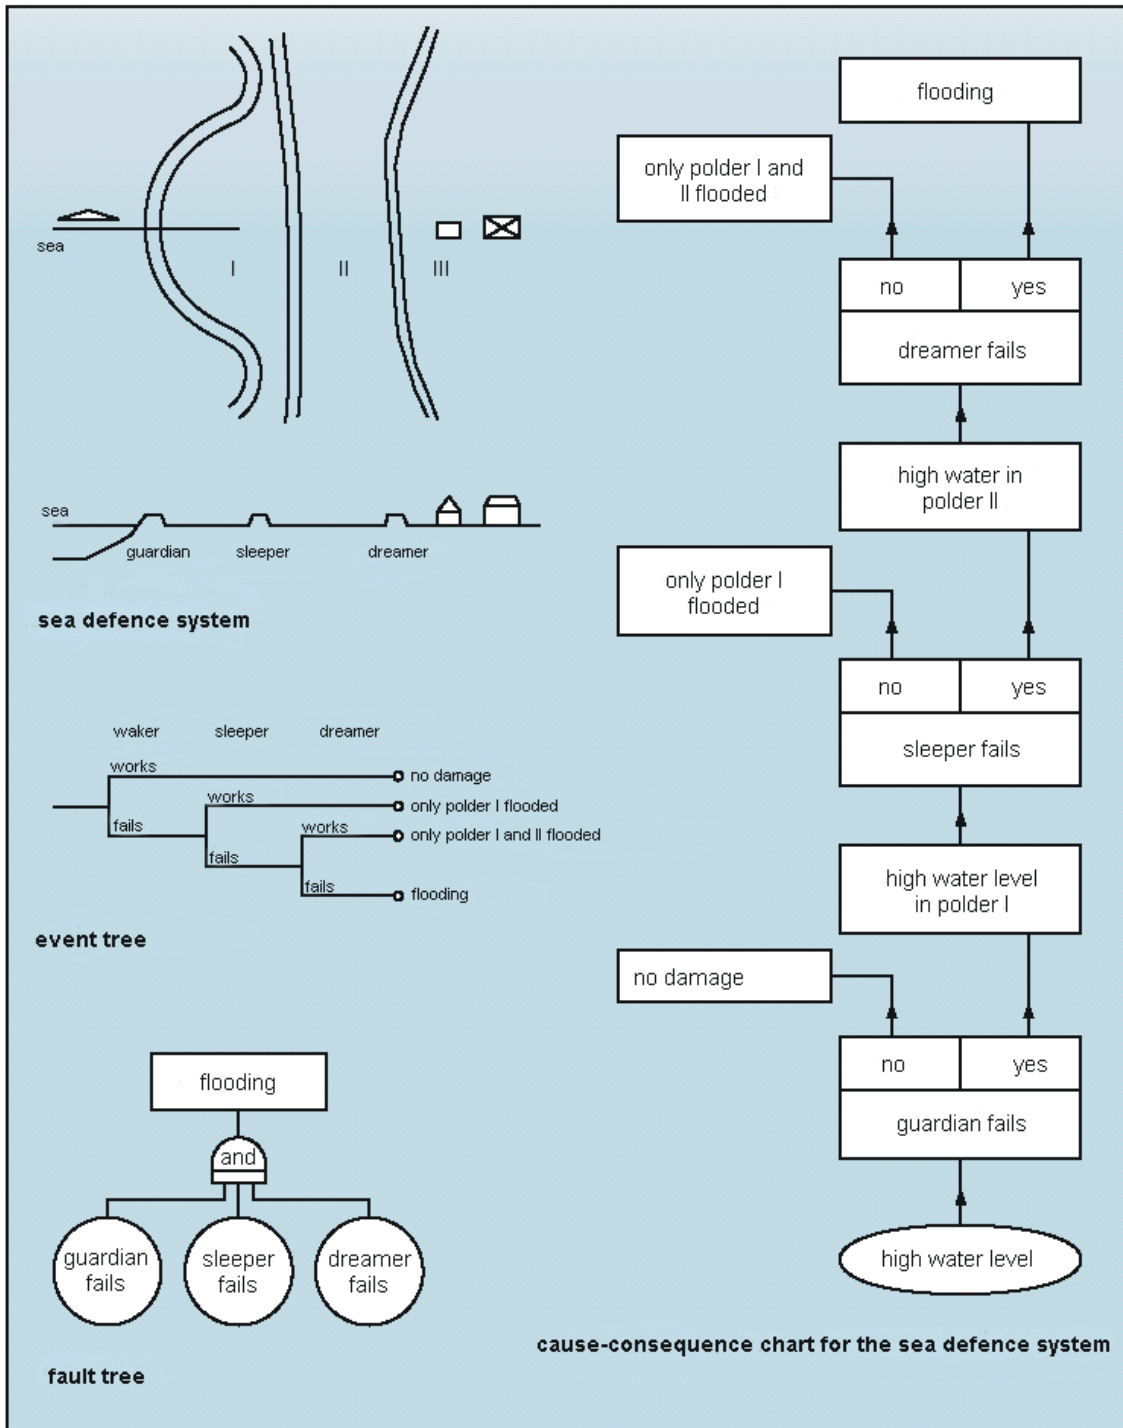 sea
I
II
III
sea
guardian
sleeper
dreamer
sea defence system
waker
sleeper
dreamer
works
no damage
works
only polder I flooded
fails
works
only polder I and II flooded
fails
fails
flooding
event tree
flooding
and
guardian
fails
sleeper
fails
dreamer
fails
fault tree
flooding
only polder I and
II flooded
no
yes
dreamer fails
high water in
polder II
only polder I
flooded
no
yes
sleeper fails
high water level
in polder I
no damage
no
yes
guardian fails
high water level
cause-consequence chart for the sea defence system